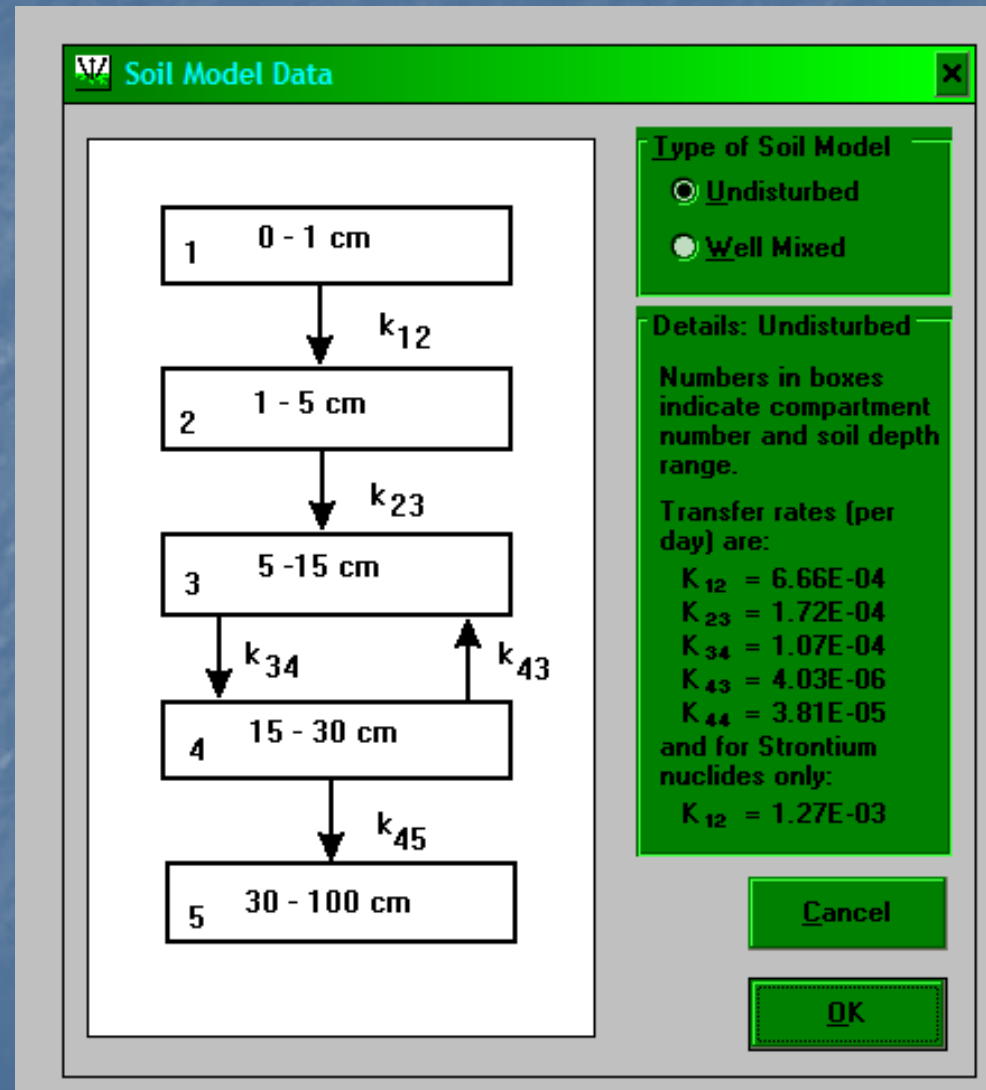 Soil Model Data
1 0 - 1 cm
k12
2 1 - 5 cm
k23
3 5 -15 cm
k34 k43
4 15 - 30 cm
k45
5 30 - 100 cm
Type of Soil Model
Undisturbed
Well Mixed
Details: Undisturbed
Numbers in boxes
indicate compartment
number and soil depth
range.
Transfer rates (per
day) are:
K12 = 6.66E-04
K23 = 1.72E-04
K34 = 1.07E-04
K43 = 4.03E-06
K44 = 3.81E-05
and for Strontium
nuclides only:
K12 = 1.27E-03
Cancel
OK